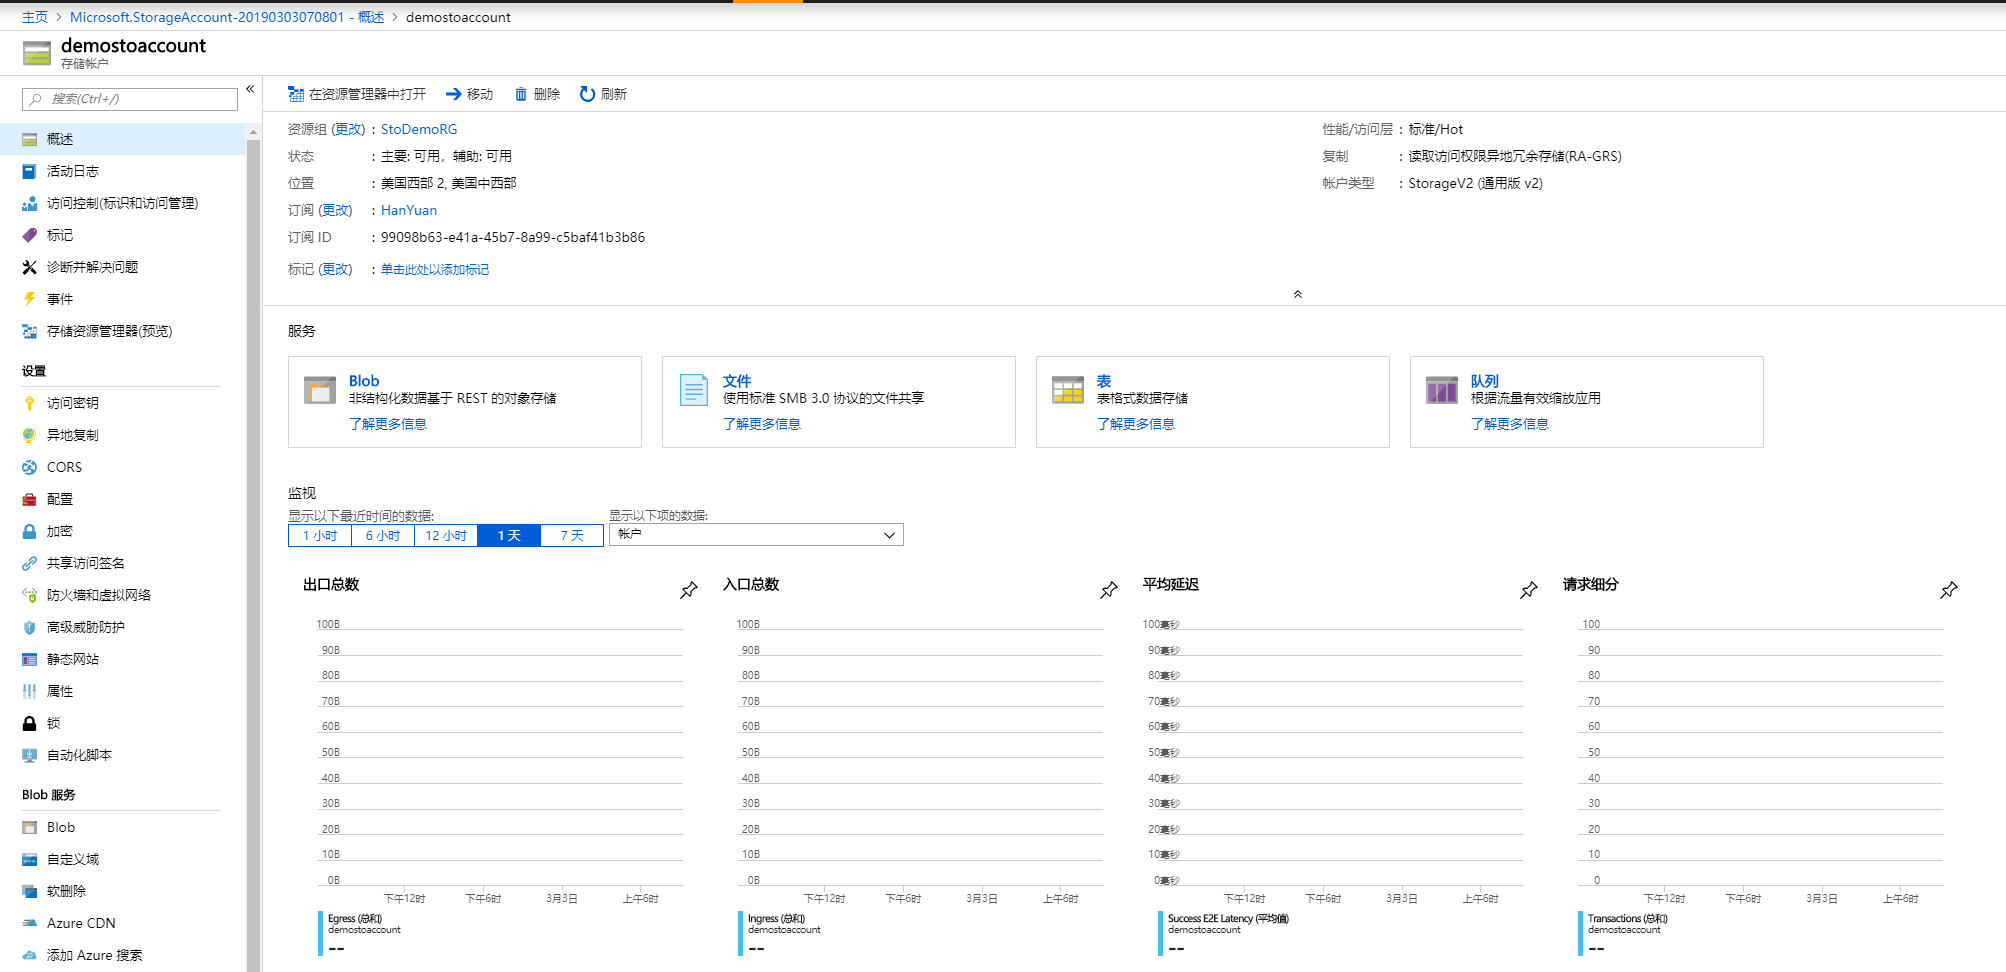 主页 > Microsoft.StorageAccount-20190303070801 - 概述 > demostoaccount
demostoaccount
存储帐户
搜索(Ctrl+/)
概述
活动日志
访问控制(标识和访问管理)
标记
诊断并解决问题
事件
存储资源管理器(预览)
设置
访问密钥
异地复制
CORS
配置
加密
共享访问签名
防火墙和虚拟网络
高级威胁防护
静态网站
属性
锁
自动化脚本
Blob 服务
Blob
自定义域
软删除
Azure CDN
添加 Azure 搜索
在资源管理器中打开 移动 删除 刷新
资源组 (更改) : StoDemoRG
状态 : 主要: 可用, 辅助: 可用
位置 : 美国西部 2, 美国中西部
订阅 (更改) : HanYuan
订阅 ID : 99098b63-e41a-45b7-8a99-c5baf41b3b86
标记 (更改) : 单击此处以添加标记
性能/访问层 : 标准/Hot
复制 : 读取访问权限异地冗余存储(RA-GRS)
帐户类型 : StorageV2 (通用版 v2)
服务
Blob
非结构化数据基于 REST 的对象存储
了解更多信息
文件
使用标准 SMB 3.0 协议的文件共享
了解更多信息
表
表格式数据存储
了解更多信息
队列
根据流量有效缩放应用
了解更多信息
监视
显示以下最近时间的数据:
1 小时 6 小时 12 小时 1 天 7 天
显示以下项的数据:
帐户
出口总数
100B
90B
80B
70B
60B
50B
40B
30B
20B
10B
0B
下午12时 下午6时 3月3日 上午6时
Egress (总和)
demostoaccount
--
入口总数
100B
90B
80B
70B
60B
50B
40B
30B
20B
10B
0B
下午12时 下午6时 3月3日 上午6时
Ingress (总和)
demostoaccount
--
平均延迟
100毫秒
90毫秒
80毫秒
70毫秒
60毫秒
50毫秒
40毫秒
30毫秒
20毫秒
10毫秒
0毫秒
下午12时 下午6时 3月3日 上午6时
Success E2E Latency (平均值)
demostoaccount
--
请求细分
100
90
80
70
60
50
40
30
20
10
0
下午12时 下午6时 3月3日 上午6时
Transactions (总和)
demostoaccount
--